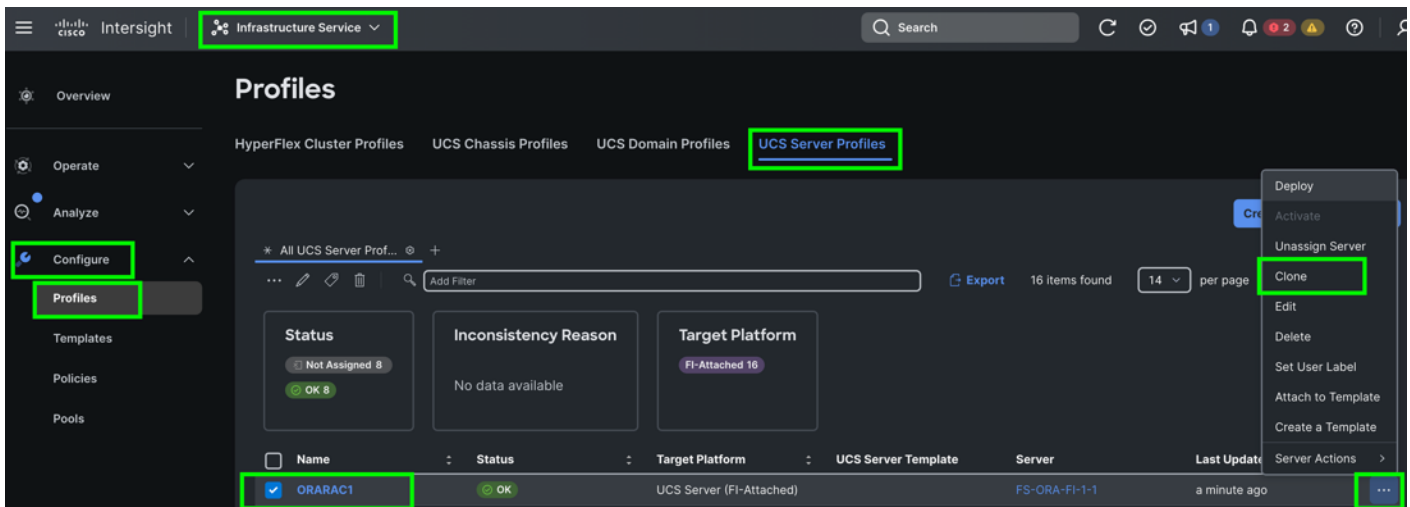 cisco Intersight
Infrastructure Service
Search
1
2
Overview
Operate
Analyze
Configure
Profiles
Templates
Policies
Pools
Profiles
HyperFlex Cluster Profiles
UCS Chassis Profiles
UCS Domain Profiles
UCS Server Profiles
Cre
All UCS Server Prof...
Add Filter
Export
16 items found
14
per page
Status
Not Assigned 8
OK 8
Inconsistency Reason
No data available
Target Platform
FI-Attached 16
Name
Status
Target Platform
UCS Server Template
Server
Last Update
ORARAC1
OK
UCS Server (FI-Attached)
FS-ORA-FI-1-1
a minute ago
...
Deploy
Activate
Unassign Server
Clone
Edit
Delete
Set User Label
Attach to Template
Create a Template
Server Actions